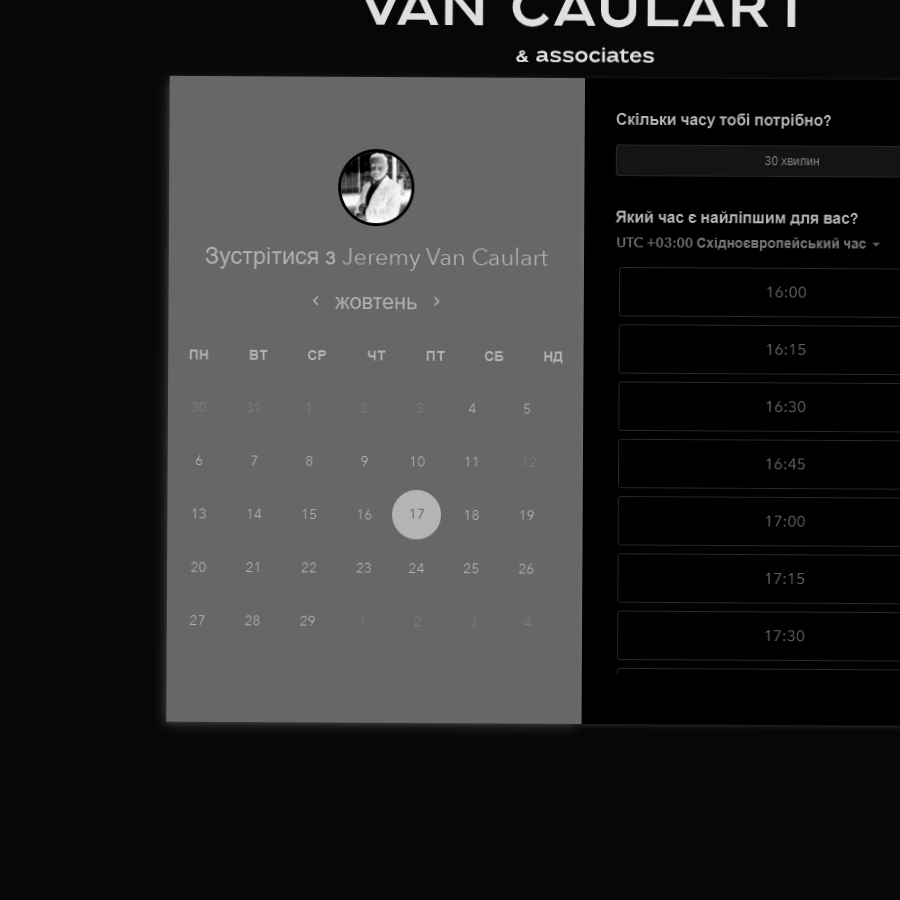 VAN CAULART
& associates
Зустрітися з Jeremy Van Caulart
жовтень
ПН ВТ СР ЧТ ПТ СБ НД
30 31 1 2 3 4 5
6 7 8 9 10 11 12
13 14 15 16 17 18 19
20 21 22 23 24 25 26
27 28 29 1 2 3 4
Скільки часу тобі потрібно?
30 хвилин
Який час є найліпшим для вас?
UTC +03:00 Східноєвропейський час
16:00
16:15
16:30
16:45
17:00
17:15
17:30